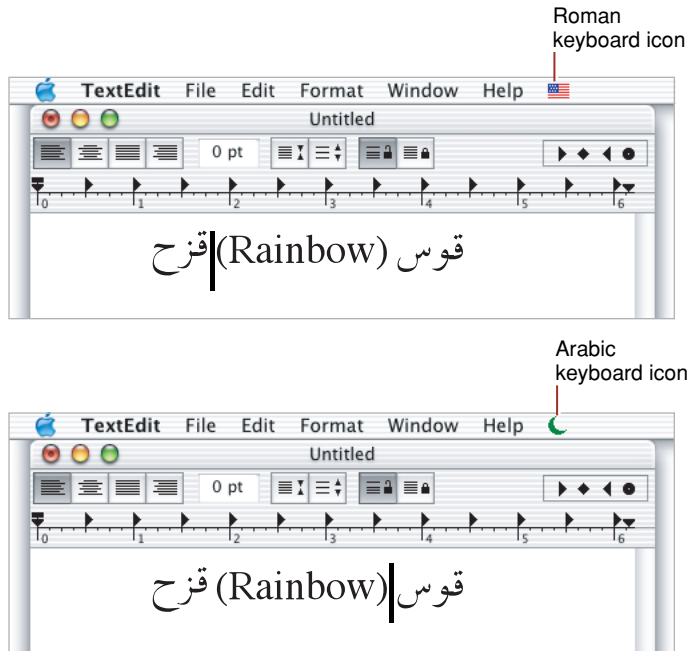 Roman
keyboard icon
TextEdit File Edit Format Window Help
Untitled
0 pt
0 1 2 3 4 5 6
قوس (Rainbow) قزح
Arabic
keyboard icon
TextEdit File Edit Format Window Help
Untitled
0 pt
0 1 2 3 4 5 6
قوس (Rainbow) قزح